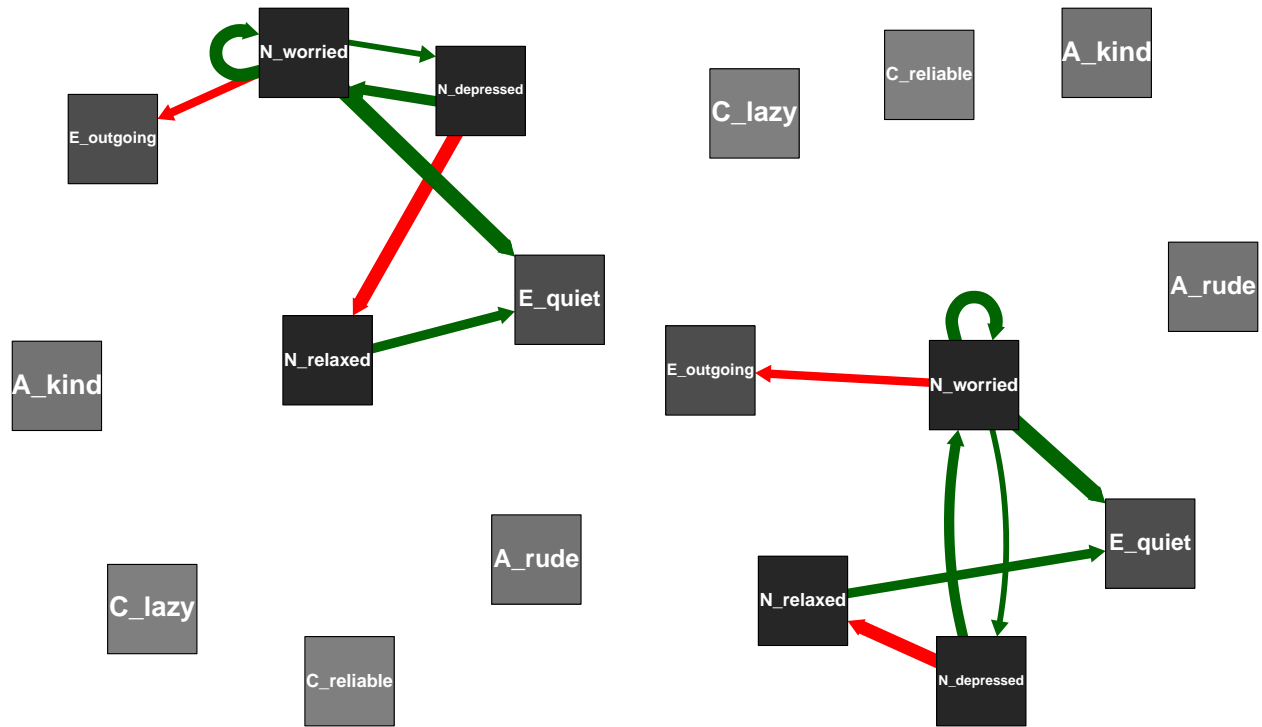 N_worried
N_depressed
E_outgoing
E_quiet
N_relaxed
A_kind
A_rude
C_lazy
C_reliable
A_kind
C_reliable
C_lazy
A_rude
E_outgoing
N_worried
E_quiet
N_relaxed
N_depressed